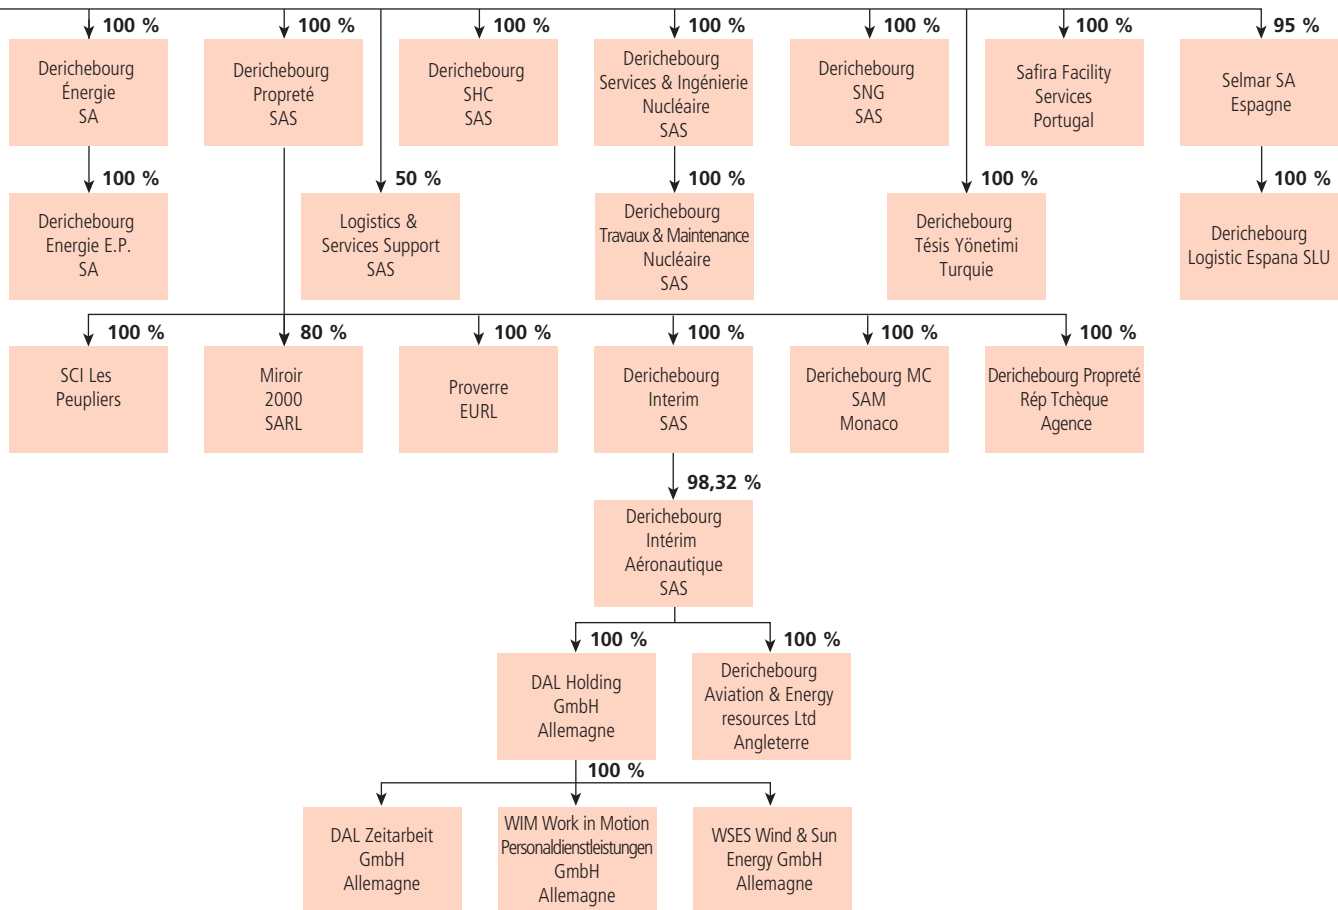 100 %
100 %
100 %
100 %
100 %
100 %
95 %
Derichebourg
Énergie
SA
Derichebourg
Propreté
SAS
Derichebourg
SHC
SAS
Derichebourg
Services & Ingénierie
Nucléaire
SAS
Derichebourg
SNG
SAS
Safira Facility
Services
Portugal
Selmar SA
Espagne
100 %
50 %
100 %
100 %
100 %
Derichebourg
Energie E.P.
SA
Logistics &
Services Support
SAS
Derichebourg
Travaux & Maintenance
Nucléaire
SAS
Derichebourg
Tésis Yönetimi
Turquie
Derichebourg
Logistic Espana SLU
100 %
80 %
100 %
100 %
100 %
100 %
SCI Les
Peupliers
Miroir
2000
SARL
Proverre
EURL
Derichebourg
Interim
SAS
Derichebourg MC
SAM
Monaco
Derichebourg Propreté
Rép Tchèque
Agence
98,32 %
Derichebourg
Intérim
Aéronautique
SAS
100 %
100 %
DAL Holding
GmbH
Allemagne
Derichebourg
Aviation & Energy
resources Ltd
Angleterre
100 %
DAL Zeitarbeit
GmbH
Allemagne
WIM Work in Motion
Personaldienstleistungen
GmbH
Allemagne
WSES Wind & Sun
Energy GmbH
Allemagne